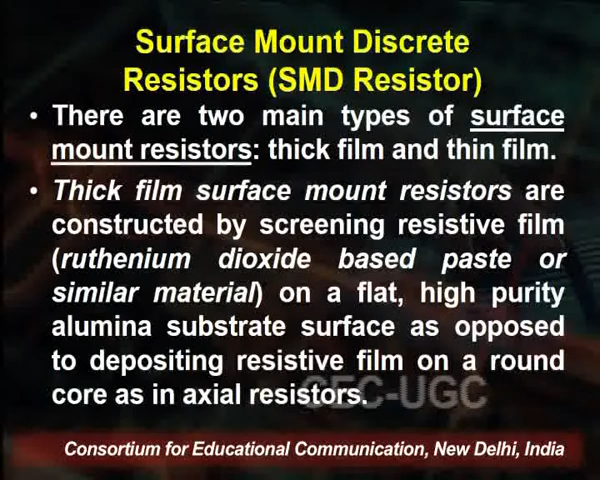 Surface Mount Discrete
Resistors (SMD Resistor)
• There are two main types of surface
mount resistors: thick film and thin film.
• Thick film surface mount resistors are
constructed by screening resistive film
(ruthenium dioxide based paste or
similar material) on a flat, high purity
alumina substrate surface as opposed
to depositing resistive film on a round
core as in axial resistors.
CEC-UGC
Consortium for Educational Communication, New Delhi, India